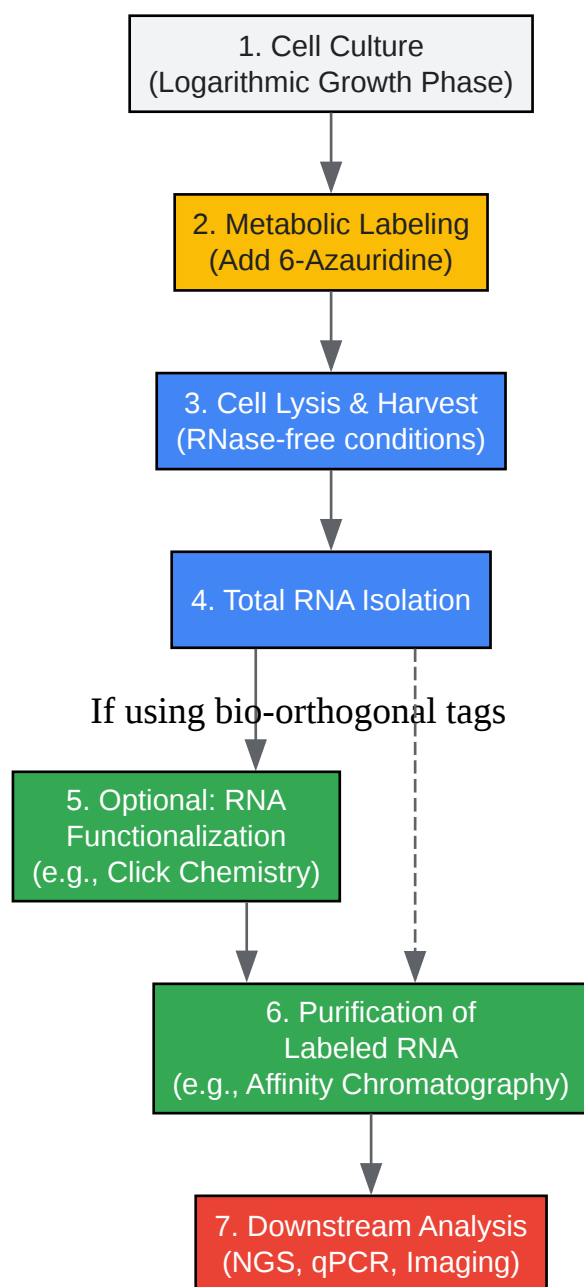 1. Cell Culture
(Logarithmic Growth Phase)
2. Metabolic Labeling
(Add 6-Azauridine)
3. Cell Lysis & Harvest
(RNase-free conditions)
4. Total RNA Isolation
If using bio-orthogonal tags
5. Optional: RNA
Functionalization
(e.g., Click Chemistry)
6. Purification of
Labeled RNA
(e.g., Affinity Chromatography)
7. Downstream Analysis
(NGS, qPCR, Imaging)